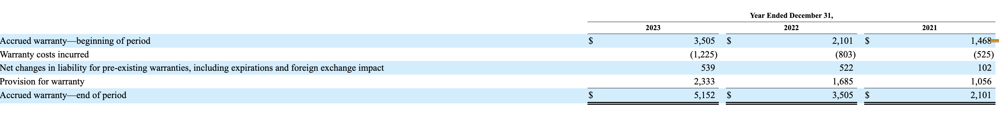 Year Ended December 31,
2023 2022 2021
Accrued warranty—beginning of period $ 3,505 $ 2,101 $ 1,468
Warranty costs incurred (1,225) (803) (525)
Net changes in liability for pre-existing warranties, including expirations and foreign exchange impact 539 522 102
Provision for warranty 2,333 1,685 1,056
Accrued warranty—end of period $ 5,152 $ 3,505 $ 2,101